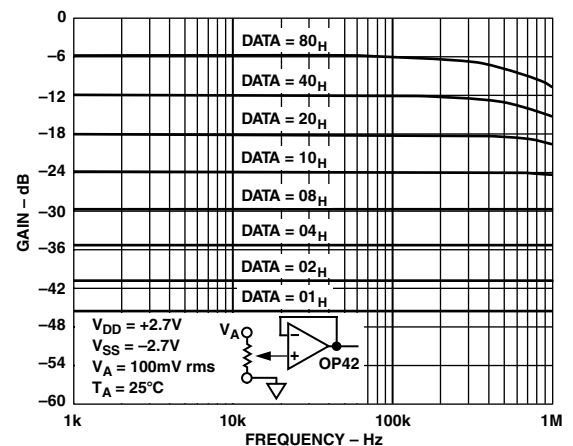 0
–6
–12
–18
–24
–30
–36
–42
–48
–54
–60
GAIN – dB
DATA = 80H
DATA = 40H
DATA = 20H
DATA = 10H
DATA = 08H
DATA = 04H
DATA = 02H
DATA = 01H
VDD = +2.7V
VSS = –2.7V
VA = 100mV rms
TA = 25°C
VA
–
+
OP42
1k
10k
100k
1M
FREQUENCY – Hz